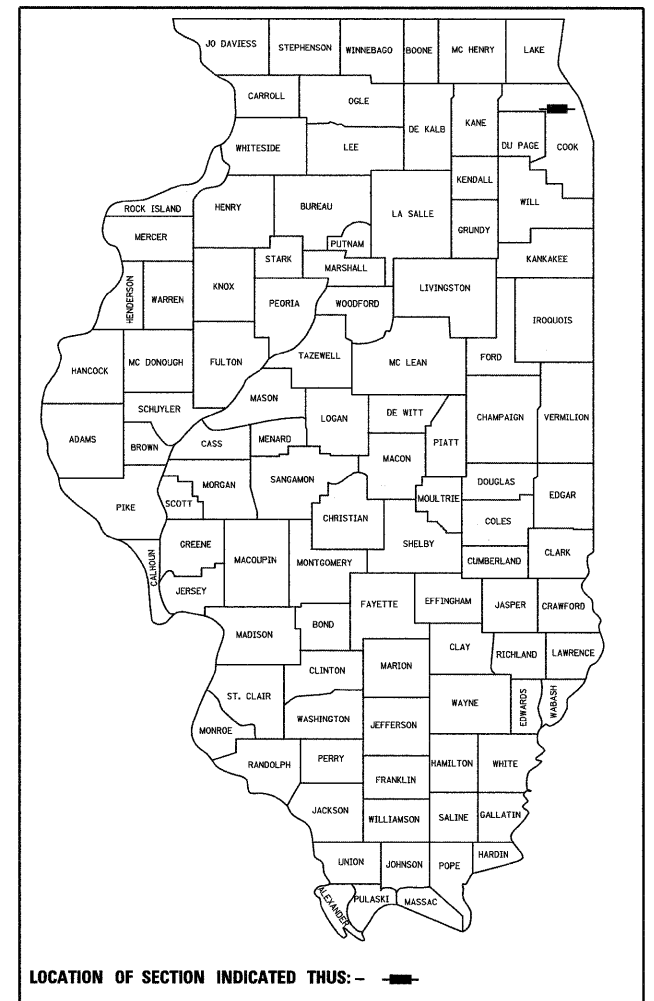 JO DAVIESS STEPHENSON WINNEBAGO BOONE MC HENRY LAKE
CARROLL OGLE DE KALB KANE DU PAGE COOK
WHITESIDE LEE KENDALL
ROCK ISLAND HENRY BUREAU LA SALLE GRUNDY WILL
MERCER PUTNAM
STARK MARSHALL KANKAKEE
HENDERSON WARREN KNOX PEORIA WOODFORD LIVINGSTON IROQUOIS
HANCOCK MC DONOUGH FULTON TAZEWELL MC LEAN FORD
MASON
SCHUYLER LOGAN DE WITT CHAMPAIGN VERMILION
ADAMS BROWN CASS MENARD MACON PIATT
MORGAN SANGAMON DOUGLAS EDGAR
PIKE SCOTT CHRISTIAN MOULTRIE COLES
GREENE MACOUPIN MONTGOMERY SHELBY CUMBERLAND CLARK
CALHOUN JERSEY
FAYETTE EFFINGHAM JASPER CRAWFORD
MADISON BOND
CLAY RICHLAND LAWRENCE
CLINTON MARION
ST. CLAIR WAYNE EDWARDS WABASH
MONROE WASHINGTON JEFFERSON
RANDOLPH PERRY HAMILTON WHITE
FRANKLIN
JACKSON WILLIAMSON SALINE GALLATIN
UNION JOHNSON POPE HARDIN
ALEXANDER PULASKI MASSAC
LOCATION OF SECTION INDICATED THUS: –